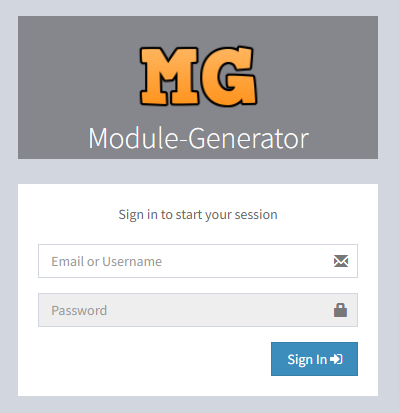 MG
Module-Generator
Sign in to start your session
Email or Username
Password
Sign In